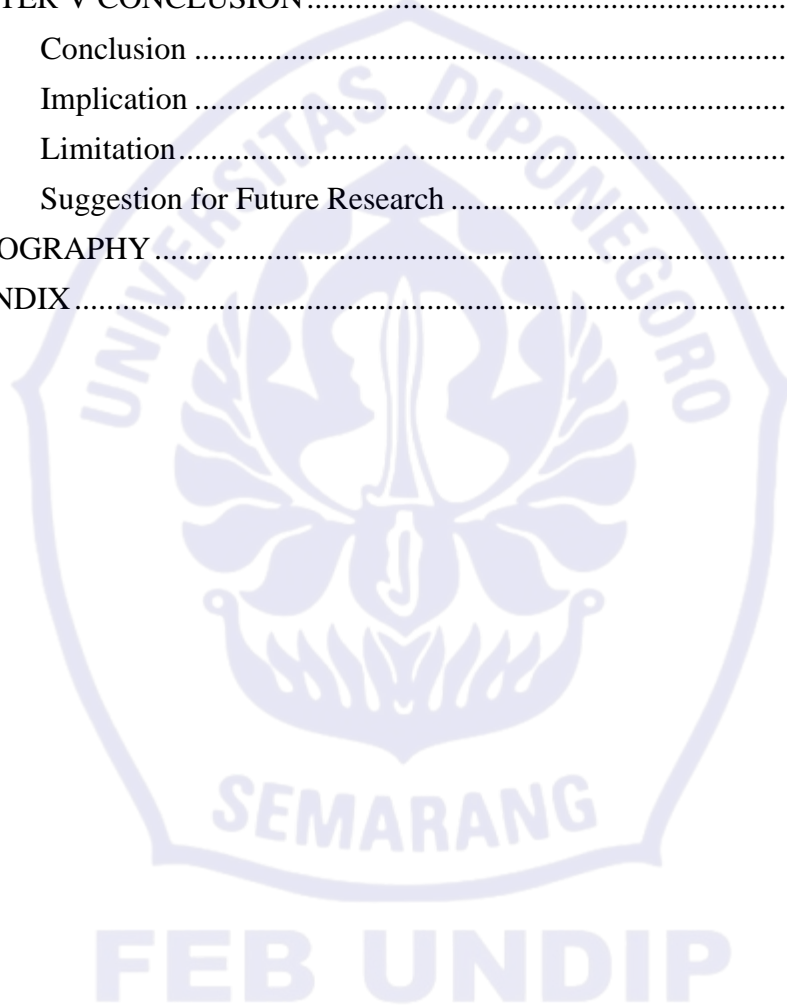 TER V CONCLUSION...............................................................
Conclusion ............................................................................
Implication ............................................................................
Limitation..............................................................................
Suggestion for Future Research ..........................................
OGRAPHY...............................................................................
NDIX.........................................................................................
UNIVERSITAS DIPONEGORO
SEMARANG
FEB UNDIP